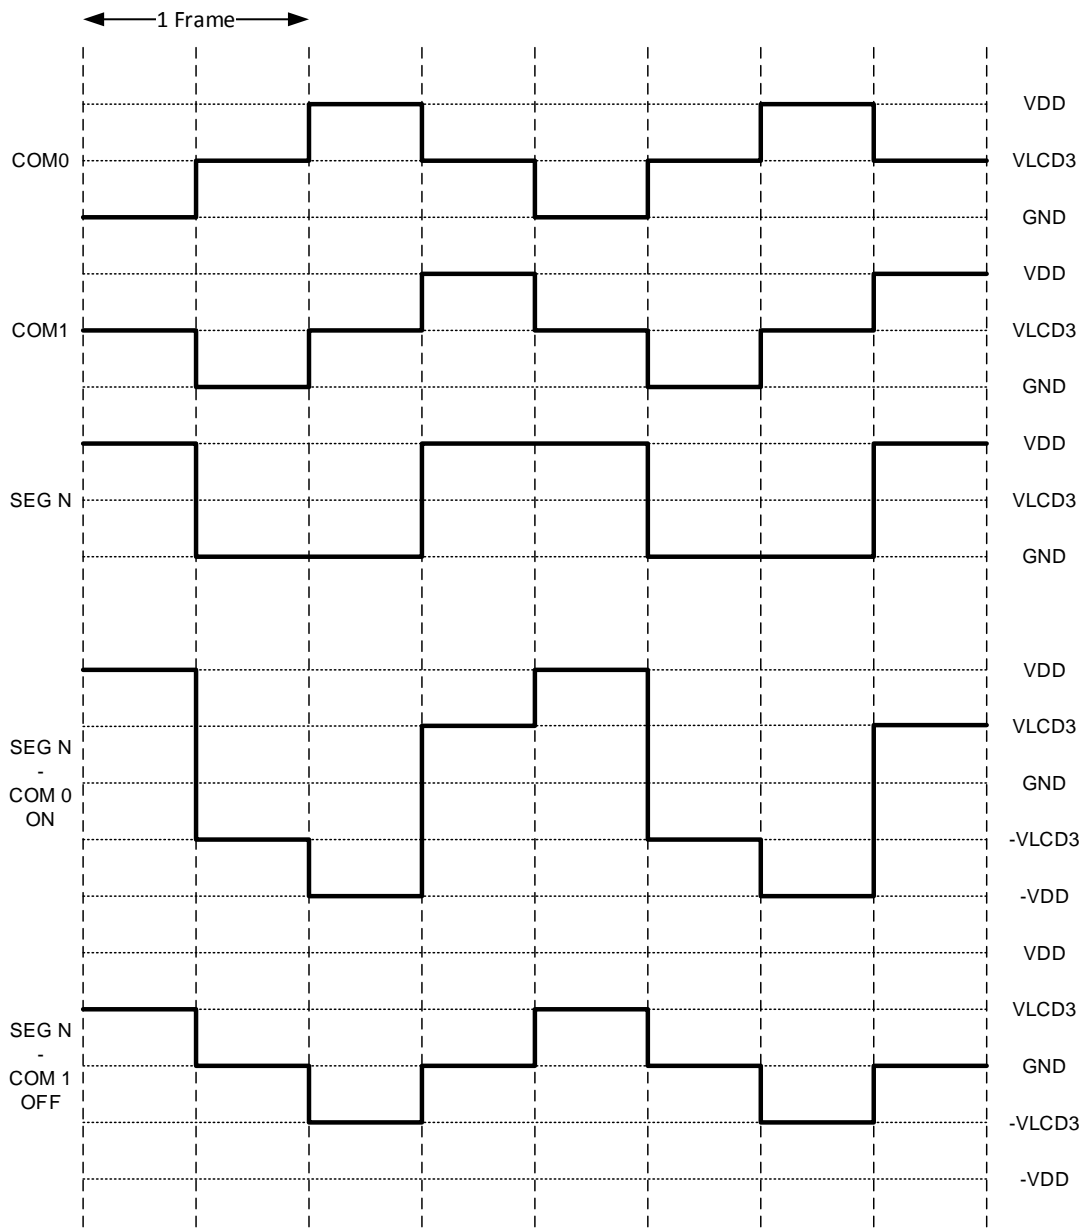 1 Frame
VDD
COM0
VLCD3
GND
VDD
COM1
VLCD3
GND
VDD
SEG N
VLCD3
GND
VDD
VLCD3
SEG N
-
COM 0
ON
GND
-VLCD3
-VDD
VDD
VLCD3
SEG N
-
COM 1
OFF
GND
-VLCD3
-VDD